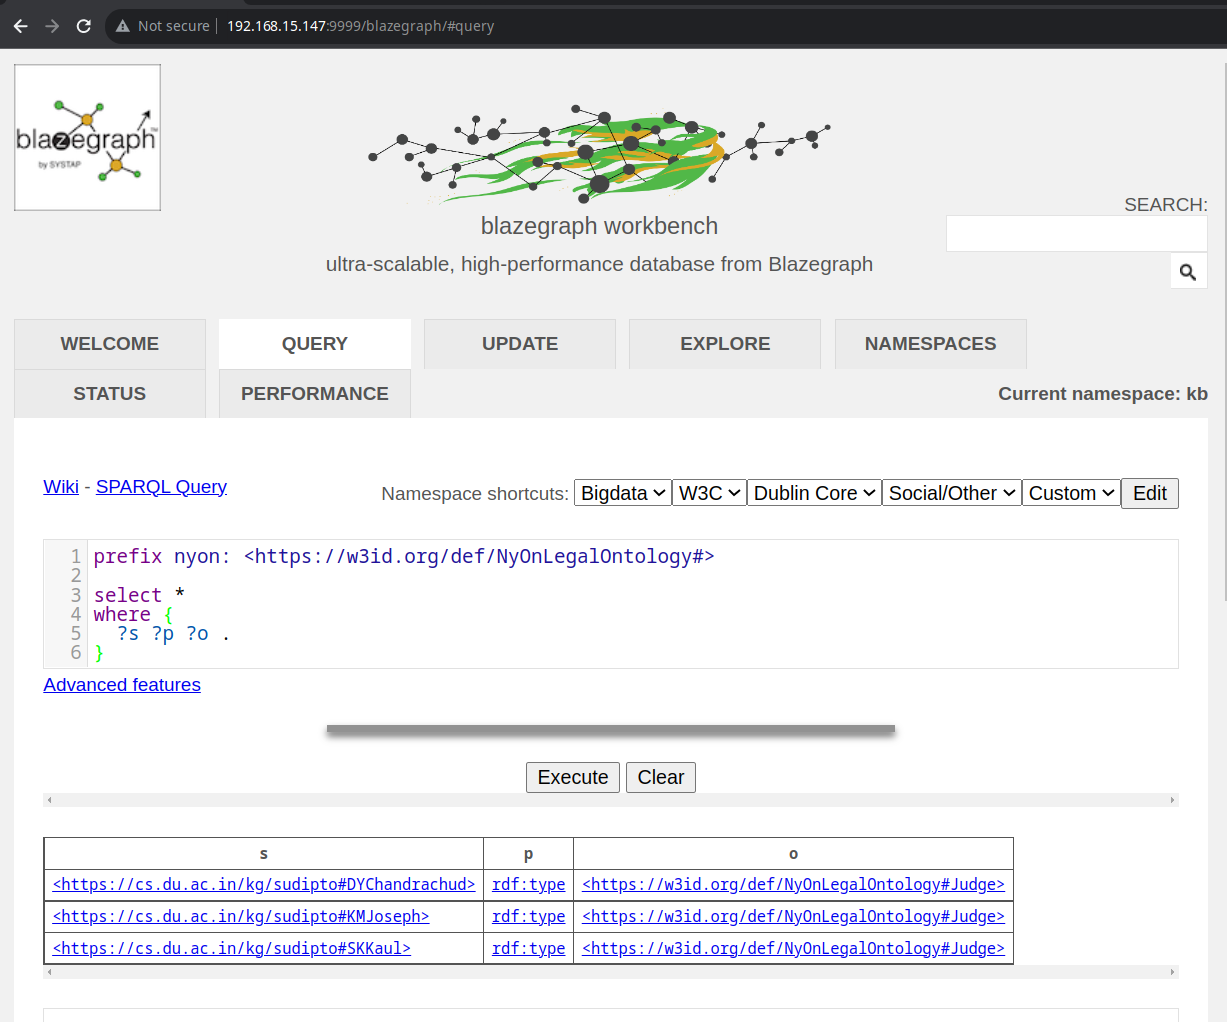 Not secure 192.168.15.147:9999/blazegraph/#query
blazegraph™
by SYSTAP
SEARCH:
blazegraph workbench
ultra-scalable, high-performance database from Blazegraph
WELCOME QUERY UPDATE EXPLORE NAMESPACES
STATUS PERFORMANCE Current namespace: kb
Wiki - SPARQL Query Namespace shortcuts: Bigdata W3C Dublin Core Social/Other Custom Edit
1 prefix nyon: <https://w3id.org/def/NyOnLegalOntology#>
2
3 select *
4 where {
5 ?s ?p ?o .
6 }
Advanced features
Execute Clear
s p o
<https://cs.du.ac.in/kg/sudipto#DYChandrachud> rdf:type <https://w3id.org/def/NyOnLegalOntology#Judge>
<https://cs.du.ac.in/kg/sudipto#KMJoseph> rdf:type <https://w3id.org/def/NyOnLegalOntology#Judge>
<https://cs.du.ac.in/kg/sudipto#SKKaul> rdf:type <https://w3id.org/def/NyOnLegalOntology#Judge>